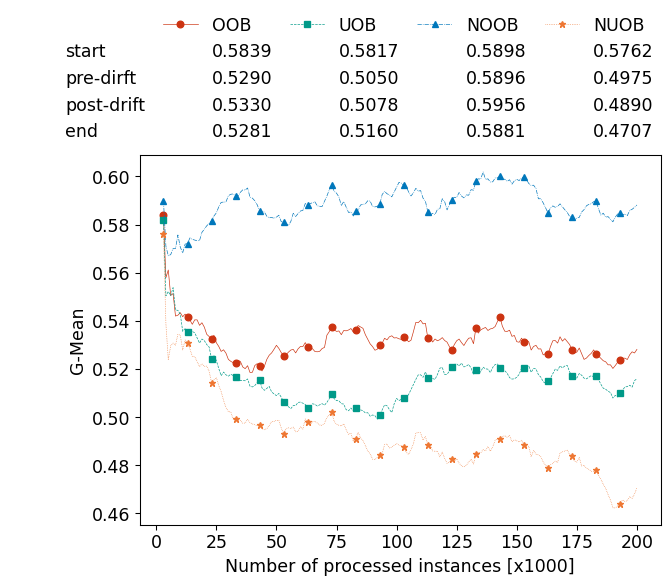 OOB UOB NOOB NUOB
start 0.5839 0.5817 0.5898 0.5762
pre-dirft 0.5290 0.5050 0.5896 0.4975
post-drift 0.5330 0.5078 0.5956 0.4890
end 0.5281 0.5160 0.5881 0.4707
0.60
0.58
0.56
0.54
0.52
0.50
0.48
0.46
G-Mean
0 25 50 75 100 125 150 175 200
Number of processed instances [x1000]